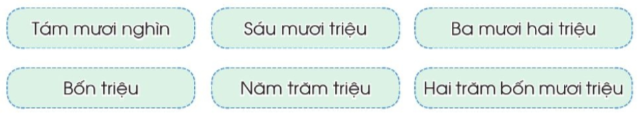 Tám mươi nghìn
Sáu mươi triệu
Ba mươi hai triệu
Bốn triệu
Năm trăm triệu
Hai trăm bốn mươi triệu